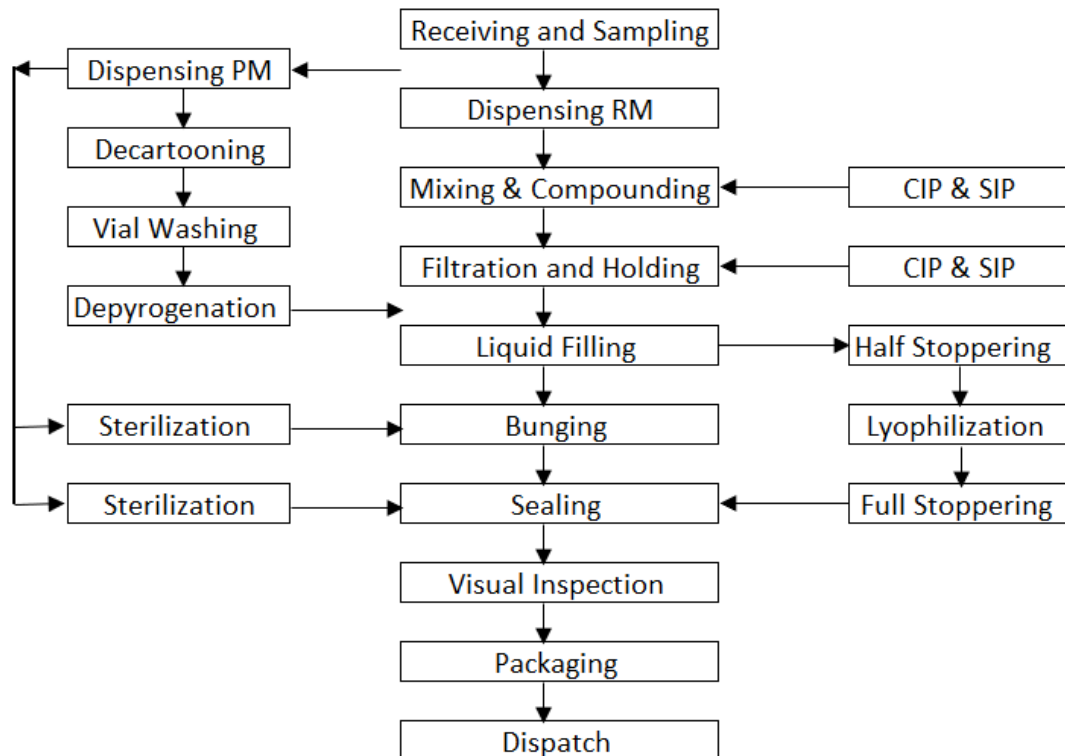 Receiving and Sampling
Dispensing PM
Dispensing RM
Decartooning
Mixing & Compounding
CIP & SIP
Vial Washing
Filtration and Holding
CIP & SIP
Depyrogenation
Liquid Filling
Half Stoppering
Sterilization
Bunging
Lyophilization
Sterilization
Sealing
Full Stoppering
Visual Inspection
Packaging
Dispatch